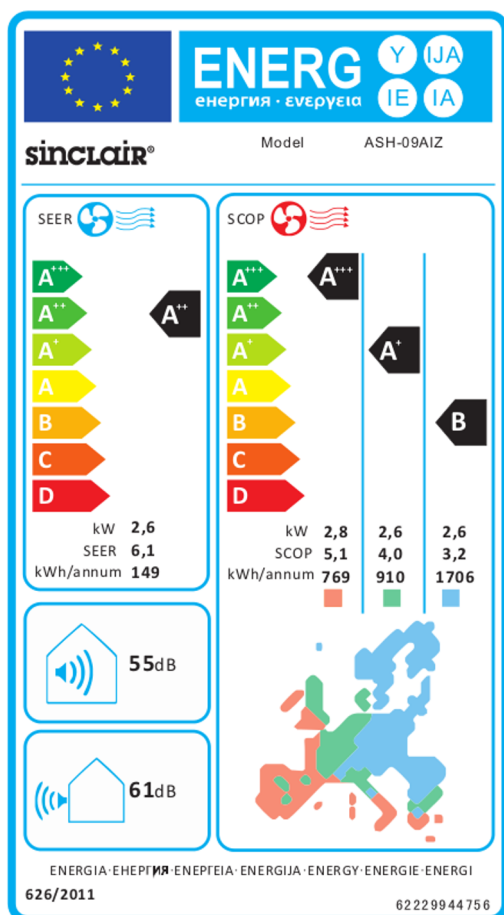 ENERG
енергия · ενεργεια
Y IJA
IE IA
sinclair®
Model ASH-09AIZ
SEER
A+++
A++
A+
A
B
C
D
A++
kW 2,6
SEER 6,1
kWh/annum 149
SCOP
A+++
A++
A+
A
B
C
D
A+++
A+
B
kW 2,8 2,6 2,6
SCOP 5,1 4,0 3,2
kWh/annum 769 910 1706
55dB
61dB
ENERGIA·ЕНЕРГИЯ·ΕΝΕΡΓΕΙΑ·ENERGIJA·ENERGY·ENERGIE·ENERGI
626/2011
62229944756